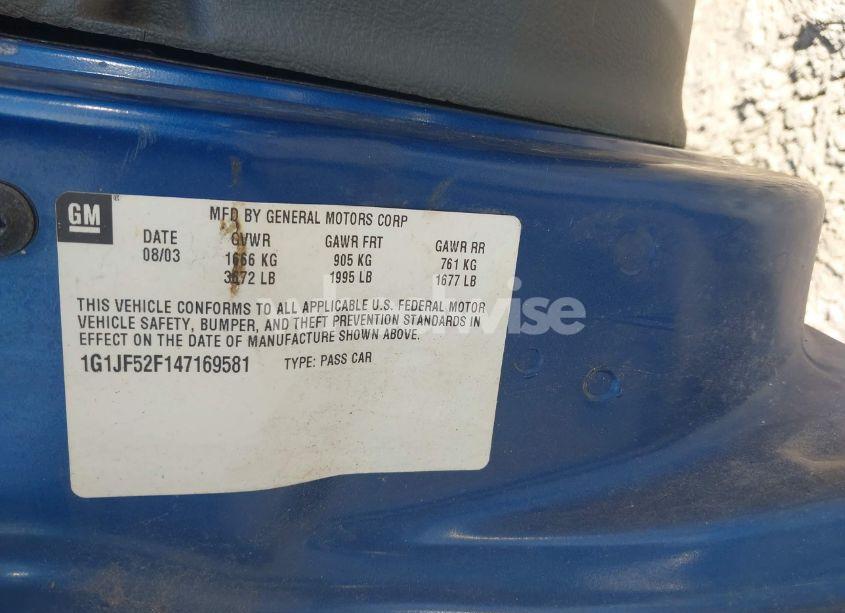 GM ®
MFD BY GENERAL MOTORS CORP
DATE GVWR GAWR FRT GAWR RR
08/03 1666 KG 905 KG 761 KG
3672 LB 1995 LB 1677 LB
THIS VEHICLE CONFORMS TO ALL APPLICABLE U.S. FEDERAL MOTOR
VEHICLE SAFETY, BUMPER, AND THEFT PREVENTION STANDARDS IN
EFFECT ON THE DATE OF MANUFACTURE SHOWN ABOVE.
1G1JF52F147169581 TYPE: PASS CAR